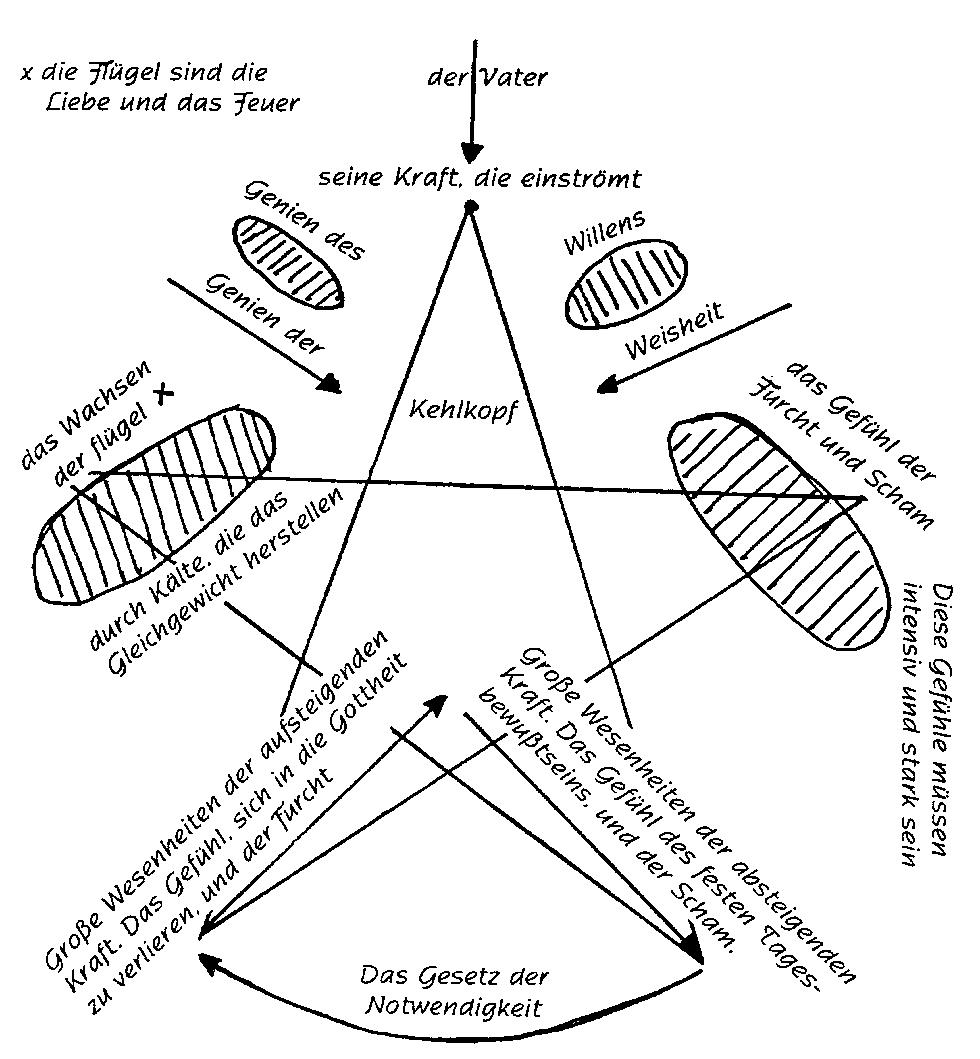 x die Flügel sind die
Liebe und das Feuer
der Vater
seine Kraft, die einströmt
Genien des
Willens
Genien der
Weisheit
Kehlkopf
das Wachsen
der flügel x
durch Kälte, die das
Gleichgewicht herstellen
das Gefühl der
Furcht und Scham
Diese Gefühle müssen
intensiv und stark sein
Große Wesenheiten der aufsteigenden
Kraft. Das Gefühl, sich in die Gottheit
zu verlieren, und der Furcht
Große Wesenheiten der absteigenden
Kraft. Das Gefühl des festen Tages-
bewußtseins, und der Scham.
Das Gesetz der
Notwendigkeit